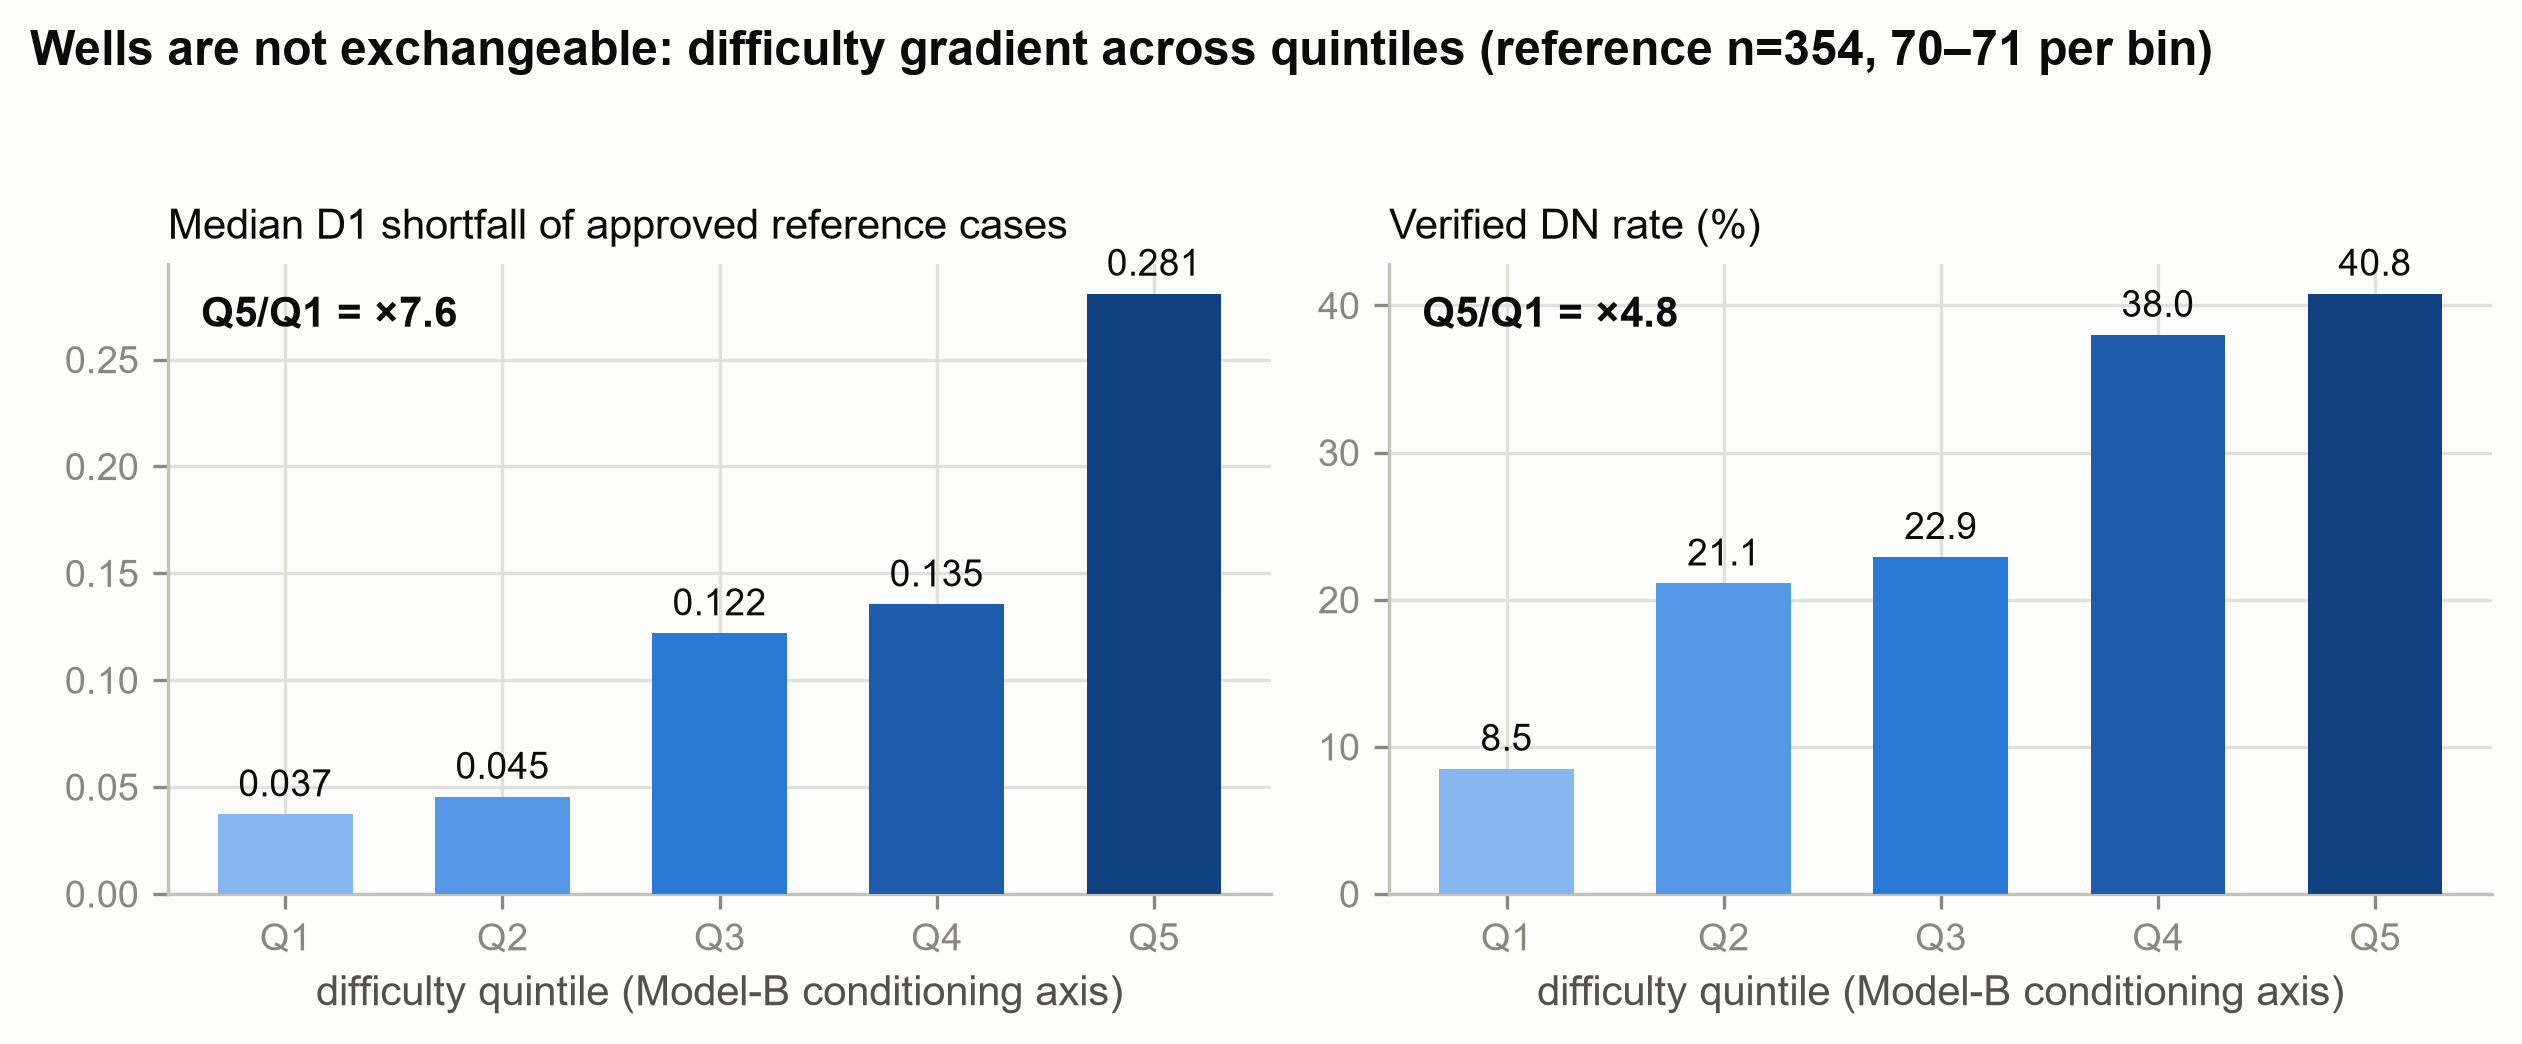 Wells are not exchangeable: difficulty gradient across quintiles (reference n=354, 70–71 per bin)
Median D1 shortfall of approved reference cases
Q5/Q1 = ×7.6
0.25
0.20
0.15
0.10
0.05
0.00
0.037
0.045
0.122
0.135
0.281
Q1 Q2 Q3 Q4 Q5
difficulty quintile (Model-B conditioning axis)
Verified DN rate (%)
Q5/Q1 = ×4.8
40
30
20
10
0
8.5
21.1
22.9
38.0
40.8
Q1 Q2 Q3 Q4 Q5
difficulty quintile (Model-B conditioning axis)